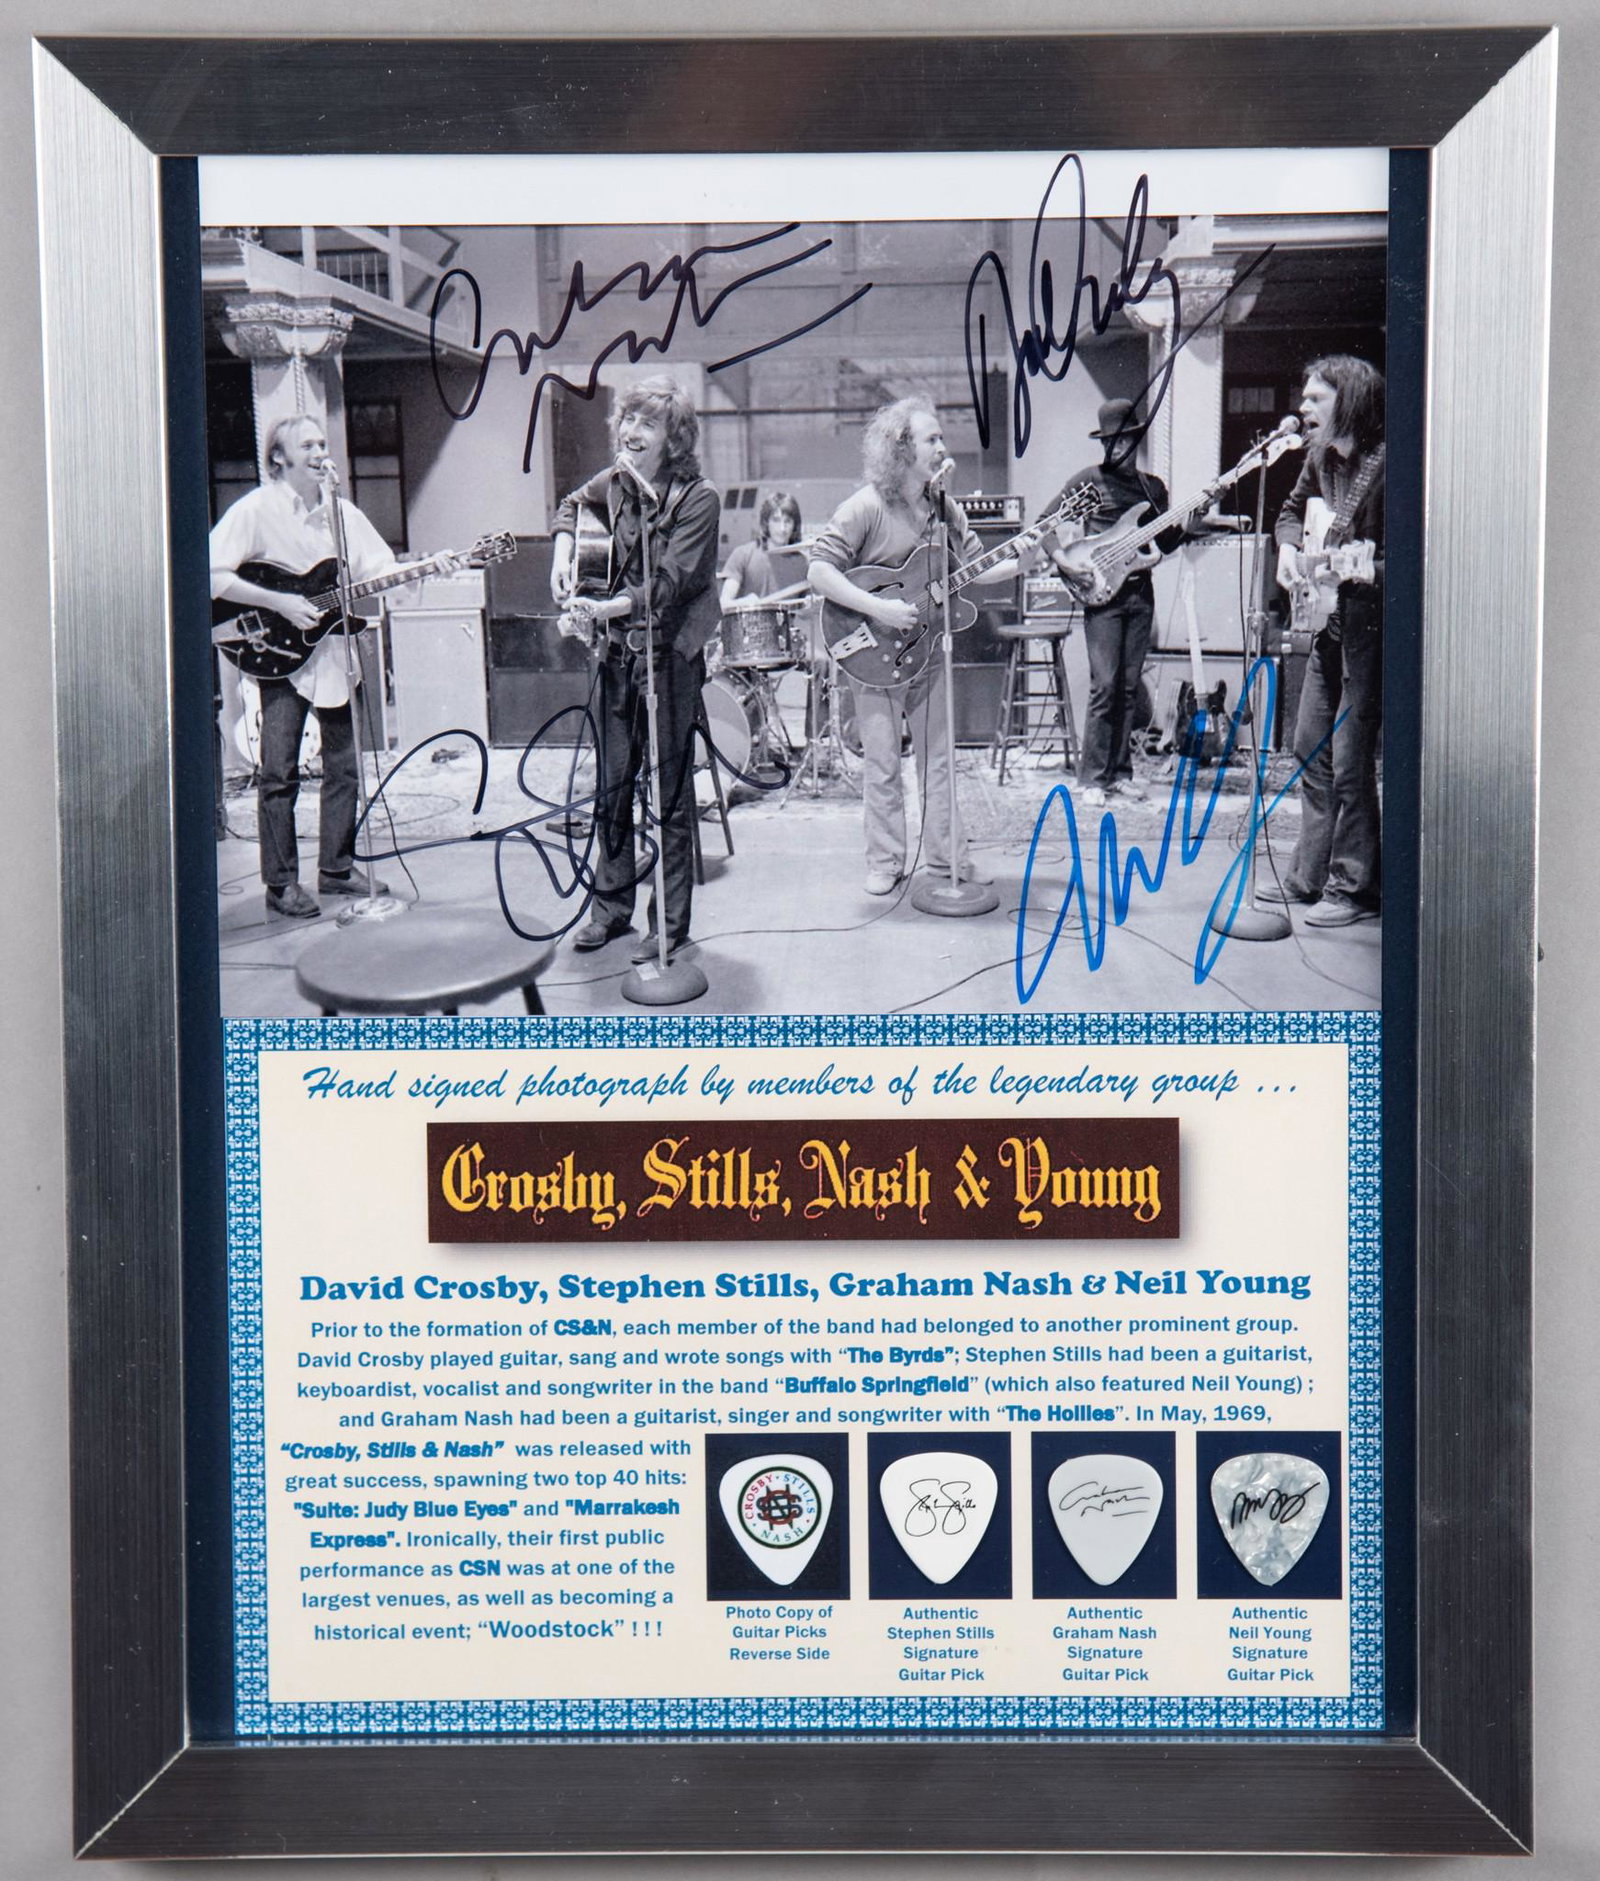 Hand signed photograph by members of the legendary group ...
Crosby, Stills, Nash & Young
David Crosby, Stephen Stills, Graham Nash & Neil Young
Prior to the formation of CS&N, each member of the band had belonged to another prominent group.
David Crosby played guitar, sang and wrote songs with “The Byrds”; Stephen Stills had been a guitarist,
keyboardist, vocalist and songwriter in the band “Buffalo Springfield” (which also featured Neil Young) ;
and Graham Nash had been a guitarist, singer and songwriter with “The Hollies”. In May, 1969,
“Crosby, Stills & Nash” was released with
great success, spawning two top 40 hits:
"Suite: Judy Blue Eyes" and "Marrakesh
Express". Ironically, their first public
performance as CSN was at one of the
largest venues, as well as becoming a
historical event; “Woodstock” ! ! !
CROSBY · STILLS · NASH
Photo Copy of
Guitar Picks
Reverse Side
Authentic
Stephen Stills
Signature
Guitar Pick
Authentic
Graham Nash
Signature
Guitar Pick
Authentic
Neil Young
Signature
Guitar Pick